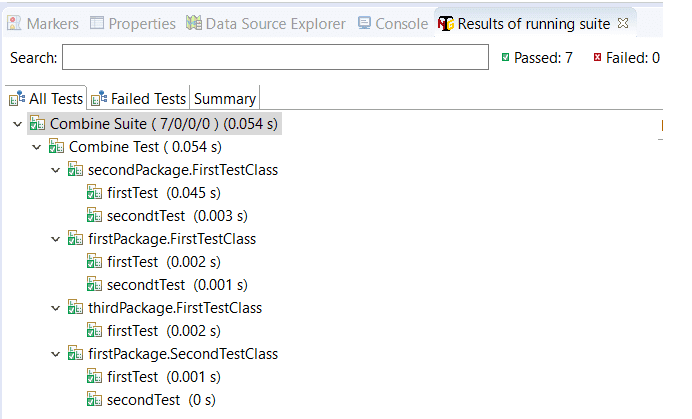 Markers Properties Data Source Explorer Console Results of running suite
Search: Passed: 7 Failed: 0
All Tests Failed Tests Summary
Combine Suite ( 7/0/0/0 ) (0.054 s)
Combine Test ( 0.054 s)
secondPackage.FirstTestClass
firstTest (0.045 s)
secondtTest (0.003 s)
firstPackage.FirstTestClass
firstTest (0.002 s)
secondtTest (0.001 s)
thirdPackage.FirstTestClass
firstTest (0.002 s)
firstPackage.SecondTestClass
firstTest (0.001 s)
secondTest (0 s)